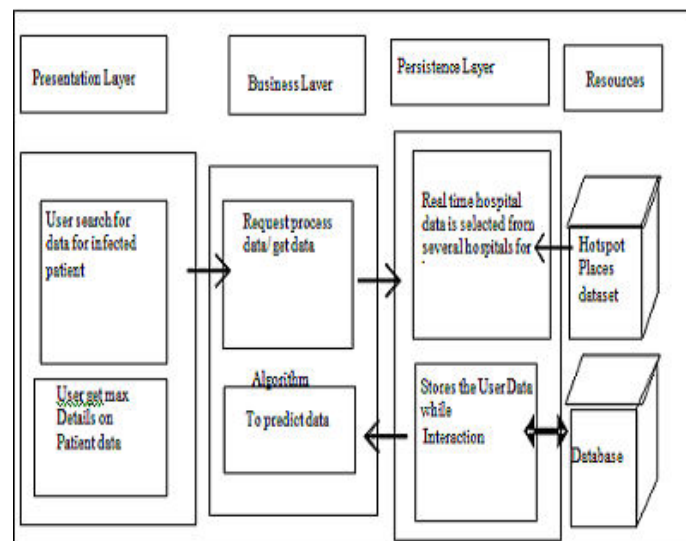 Presentation Layer
Business Layer
Persistence Layer
Resources
User search for
data for infected
patient
Request process
data/ get data
Real time hospital
data is selected from
several hospitals for
Hotspot
Places
dataset
User get max
Details on
Patient data
Algorithm
To predict data
Stores the User Data
while
Interaction
Database